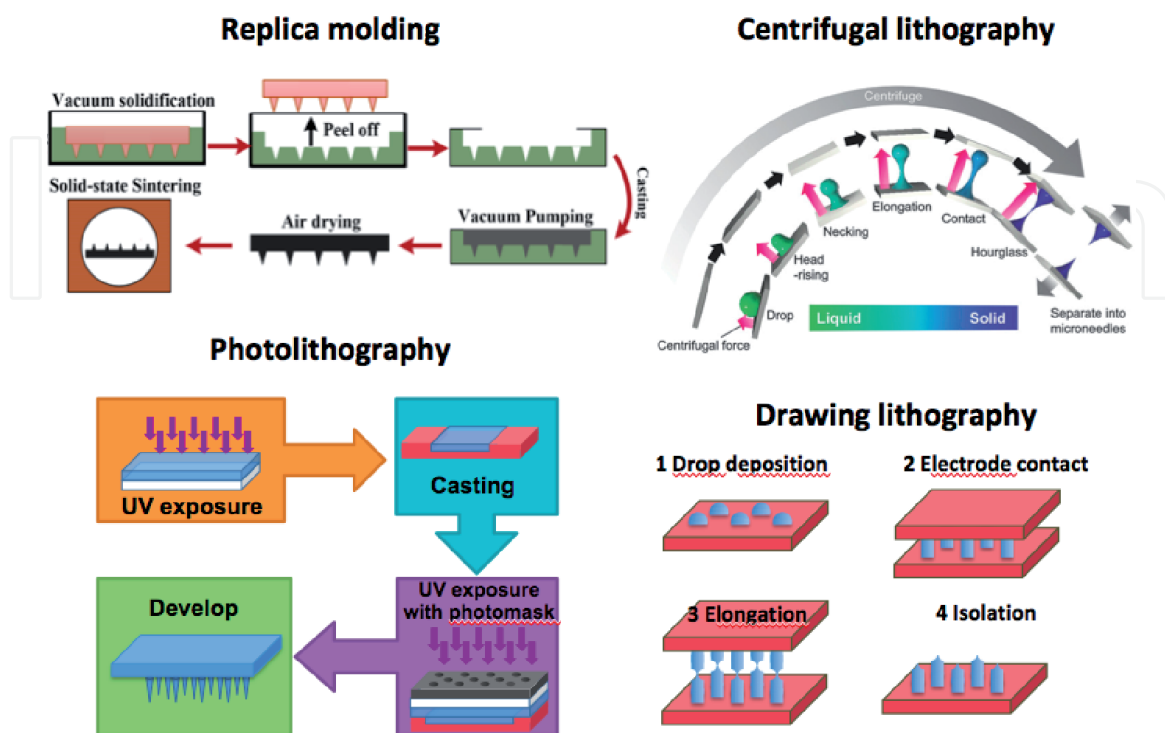 Replica molding
Vacuum solidification
Peel off
Casting
Solid-state Sintering
Air drying
Vacuum Pumping
Centrifugal lithography
Centrifuge
Drop
Head
-rising
Necking
Elongation
Contact
Hourglass
Separate into
microneedles
Centrifugal force
Liquid
Solid
Photolithography
UV exposure
Casting
UV exposure
with photomask
Develop
Drawing lithography
1 Drop deposition
2 Electrode contact
3 Elongation
4 Isolation